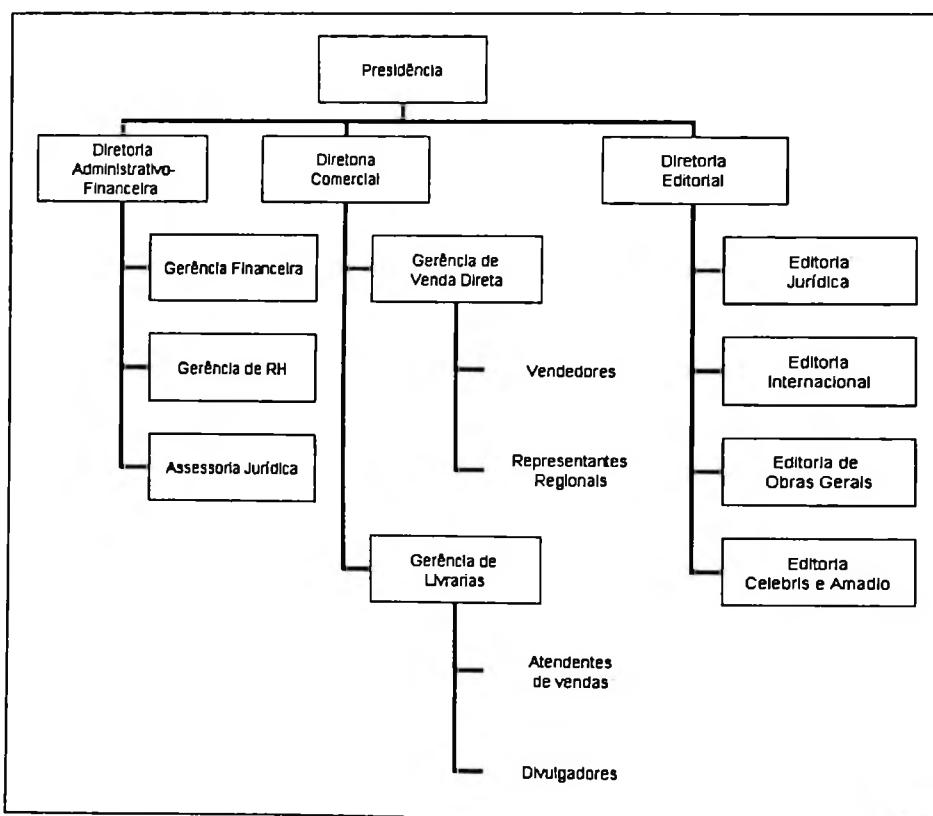 Presidência
Diretoria
Administrativo-
Financeira
Diretoria
Comercial
Diretoria
Editorial
Gerência Financeira
Gerência de RH
Assessoria Jurídica
Gerência de
Venda Direta
Vendedores
Representantes
Regionais
Gerência de
Livrarias
Atendentes
de vendas
Divulgadores
Editoria
Jurídica
Editoria
Internacional
Editoria de
Obras Gerais
Editoria
Celebris e Amadio